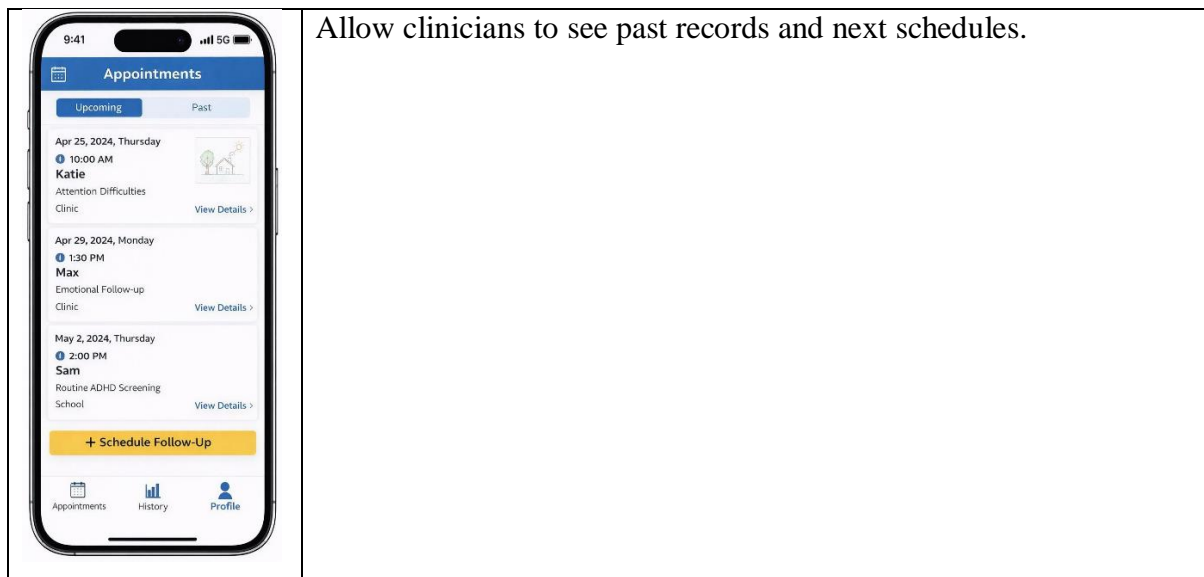 9:41 5G
Appointments
Upcoming Past
Apr 25, 2024, Thursday
10:00 AM
Katie
Attention Difficulties
Clinic View Details >
Apr 29, 2024, Monday
1:30 PM
Max
Emotional Follow-up
Clinic View Details >
May 2, 2024, Thursday
2:00 PM
Sam
Routine ADHD Screening
School View Details >
+ Schedule Follow-Up
Appointments History Profile
Allow clinicians to see past records and next schedules.